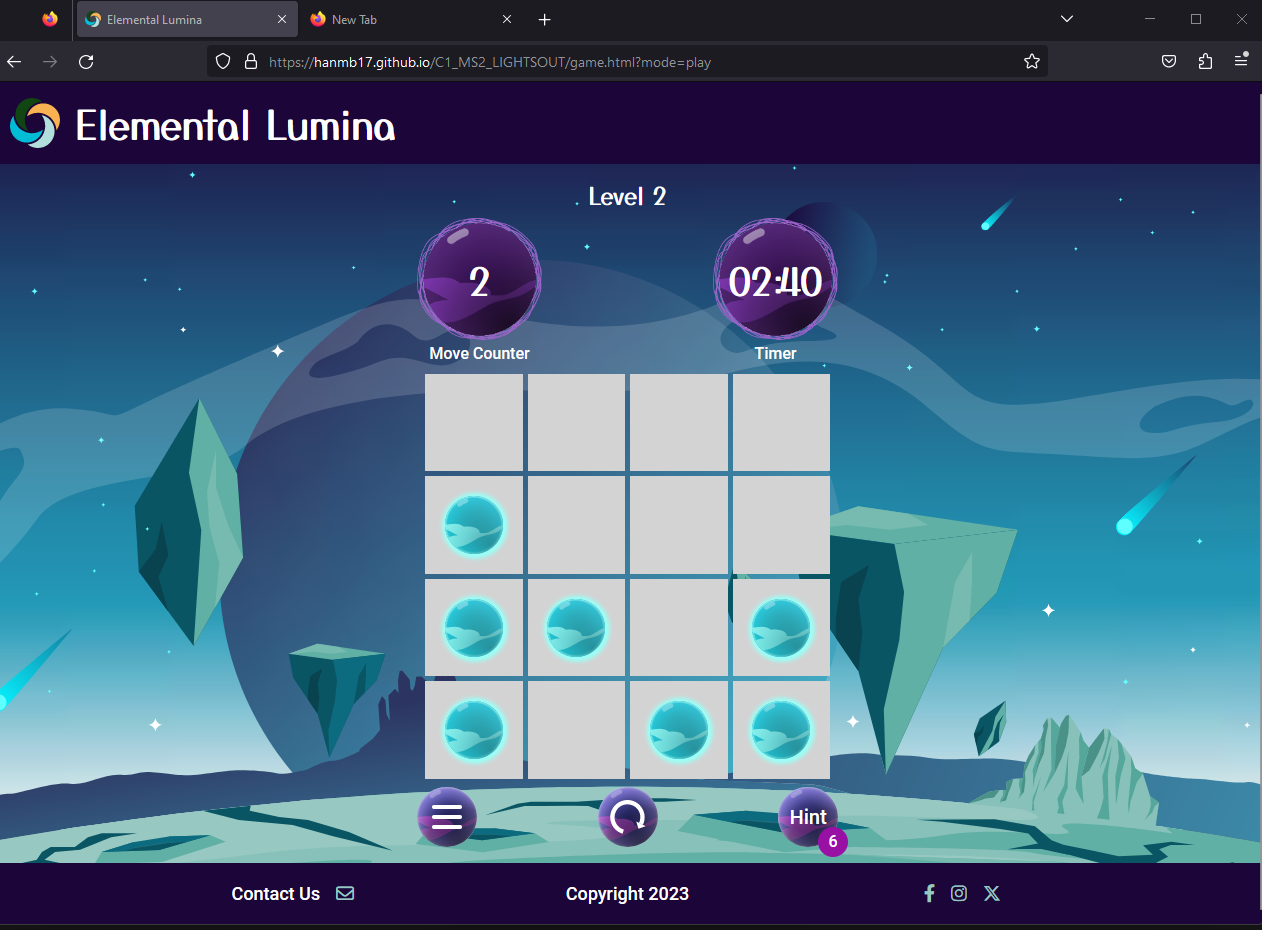 Elemental Lumina
New Tab
https://hanmb17.github.io/C1_MS2_LIGHTSOUT/game.html?mode=play
Elemental Lumina
Level 2
2
02:40
Move Counter
Timer
Hint
6
Contact Us
Copyright 2023